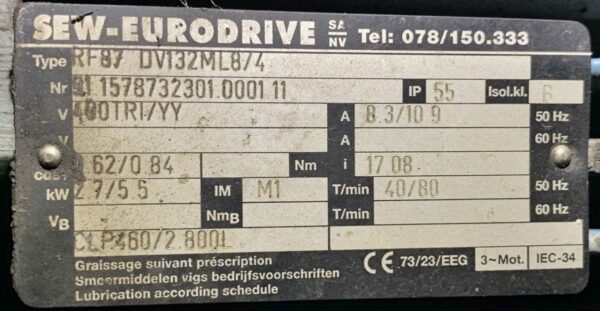 SEW-EURODRIVE SA NV Tel: 078/150.333
Type RF87 DV132ML8/4
Nr 01 1578732301.0001.11 IP 55 Isol.kl.
V 400TRI/YY A 8.3/10.9 50 Hz
V A 60 Hz
cos 0.62/0.84 Nm i 17.08
kW 2.7/5.5 IM M1 T/min 40/80 50 Hz
VB NmB T/min 60 Hz
CLP460/2.800L
Graissage suivant préscription
Smeermiddelen vlgs bedrijfsvoorschriften
Lubrication according schedule
CE 73/23/EEG 3~Mot. IEC-34